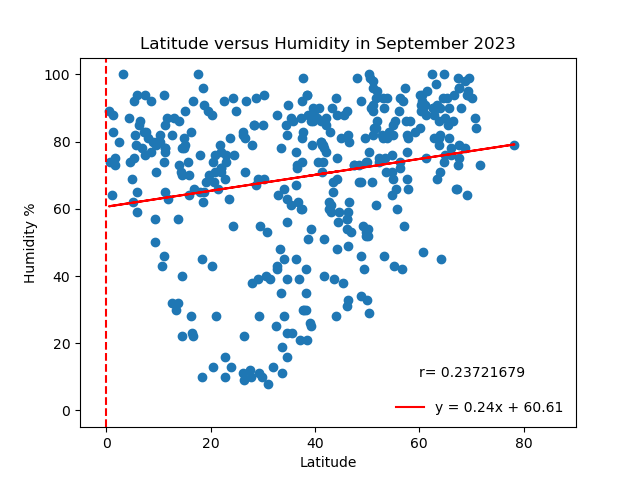 Latitude versus Humidity in September 2023
Humidity %
100
80
60
40
20
0
r= 0.23721679
y = 0.24x + 60.61
0 20 40 60 80
Latitude